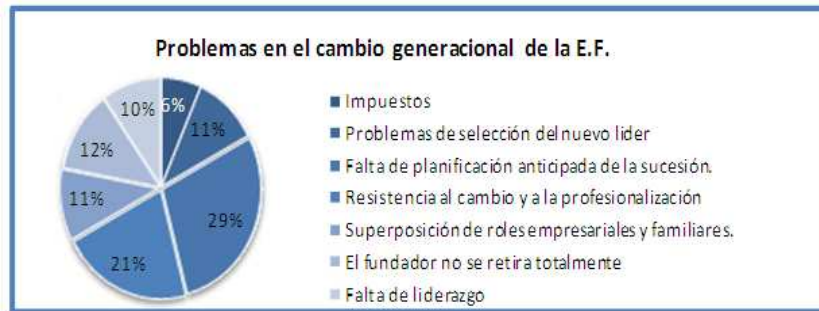 Problemas en el cambio generacional de la E.F.
6%
10%
11%
12%
11%
29%
21%
Impuestos
Problemas de selección del nuevo lider
Falta de planificación anticipada de la sucesión.
Resistencia al cambio y a la profesionalización
Superposición de roles empresariales y familiares.
El fundador no se retira totalmente
Falta de liderazgo